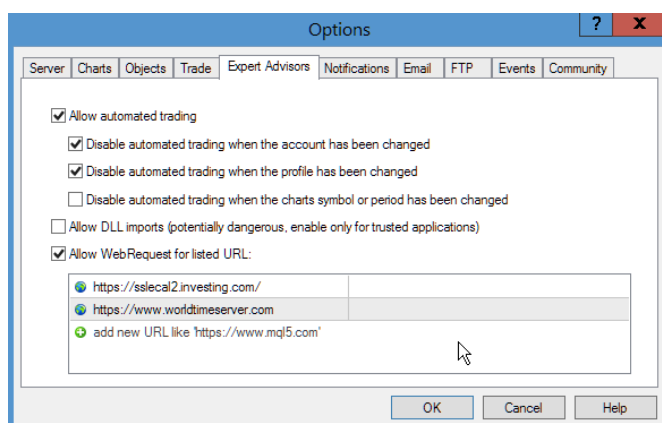 Options
? x
Server Charts Objects Trade Expert Advisors Notifications Email FTP Events Community
Allow automated trading
Disable automated trading when the account has been changed
Disable automated trading when the profile has been changed
Disable automated trading when the charts symbol or period has been changed
Allow DLL imports (potentially dangerous, enable only for trusted applications)
Allow WebRequest for listed URL:
https://sslecal2.investing.com/
https://www.worldtimeserver.com
add new URL like 'https://www.mql5.com'
OK Cancel Help